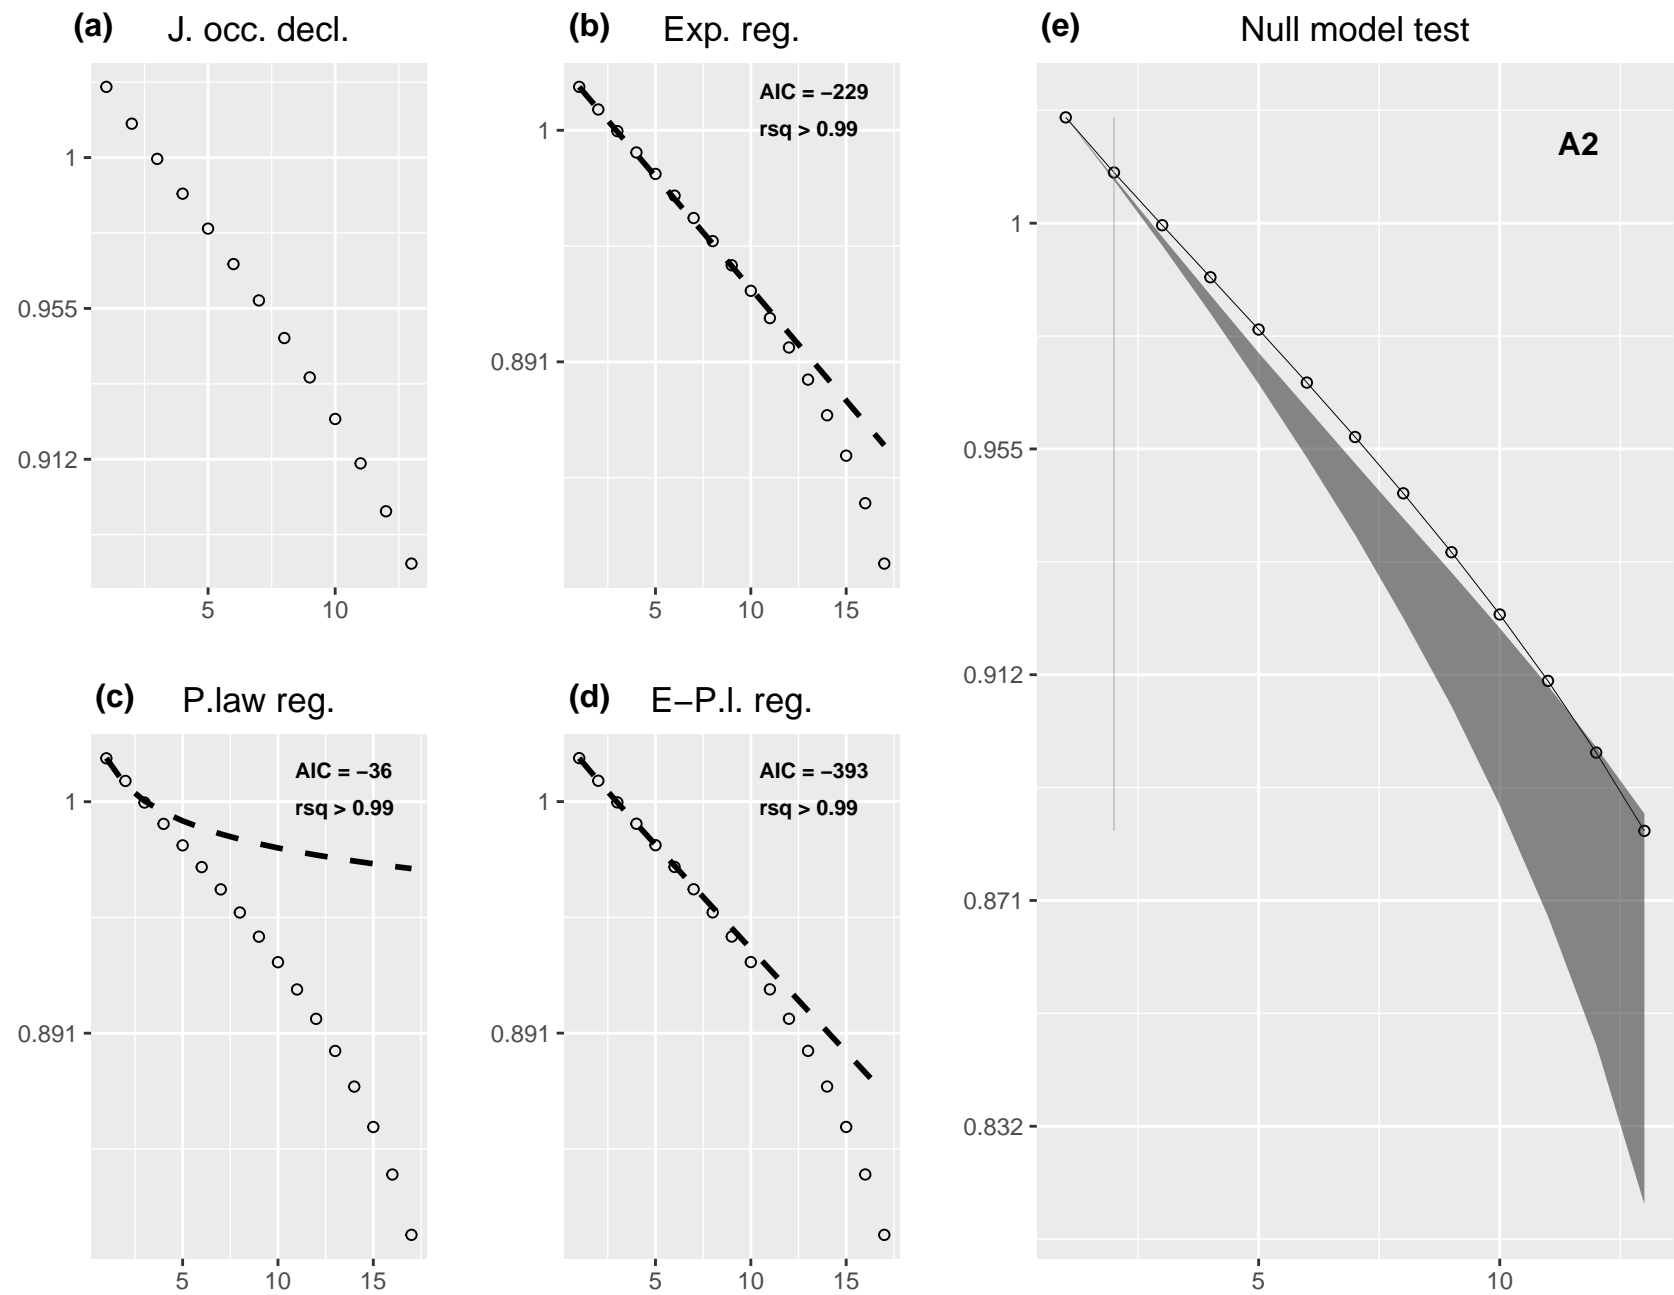 (a) J. occ. decl.
1
0.955
0.912
5 10
(b) Exp. reg.
AIC = −229
rsq > 0.99
1
0.891
5 10 15
(c) P.law reg.
AIC = −36
rsq > 0.99
1
0.891
5 10 15
(d) E−P.l. reg.
AIC = −393
rsq > 0.99
1
0.891
5 10 15
(e) Null model test
A2
1
0.955
0.912
0.871
0.832
5 10